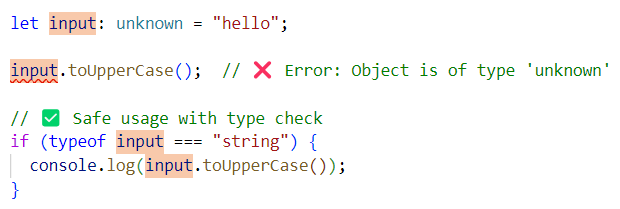 let input: unknown = "hello";
input.toUpperCase();  // ❌ Error: Object is of type 'unknown'
// ✅ Safe usage with type check
if (typeof input === "string") {
  console.log(input.toUpperCase());
}